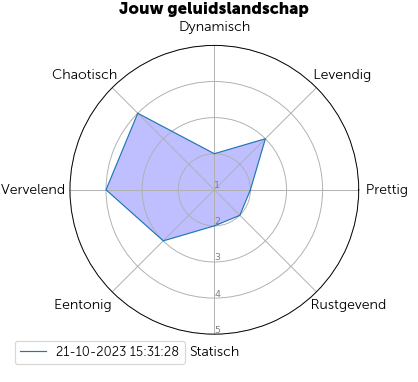 Jouw geluidslandschap
Dynamisch
Chaotisch
Levendig
Vervelend
Prettig
1
2
3
4
5
Eentonig
Rustgevend
Statisch
21-10-2023 15:31:28